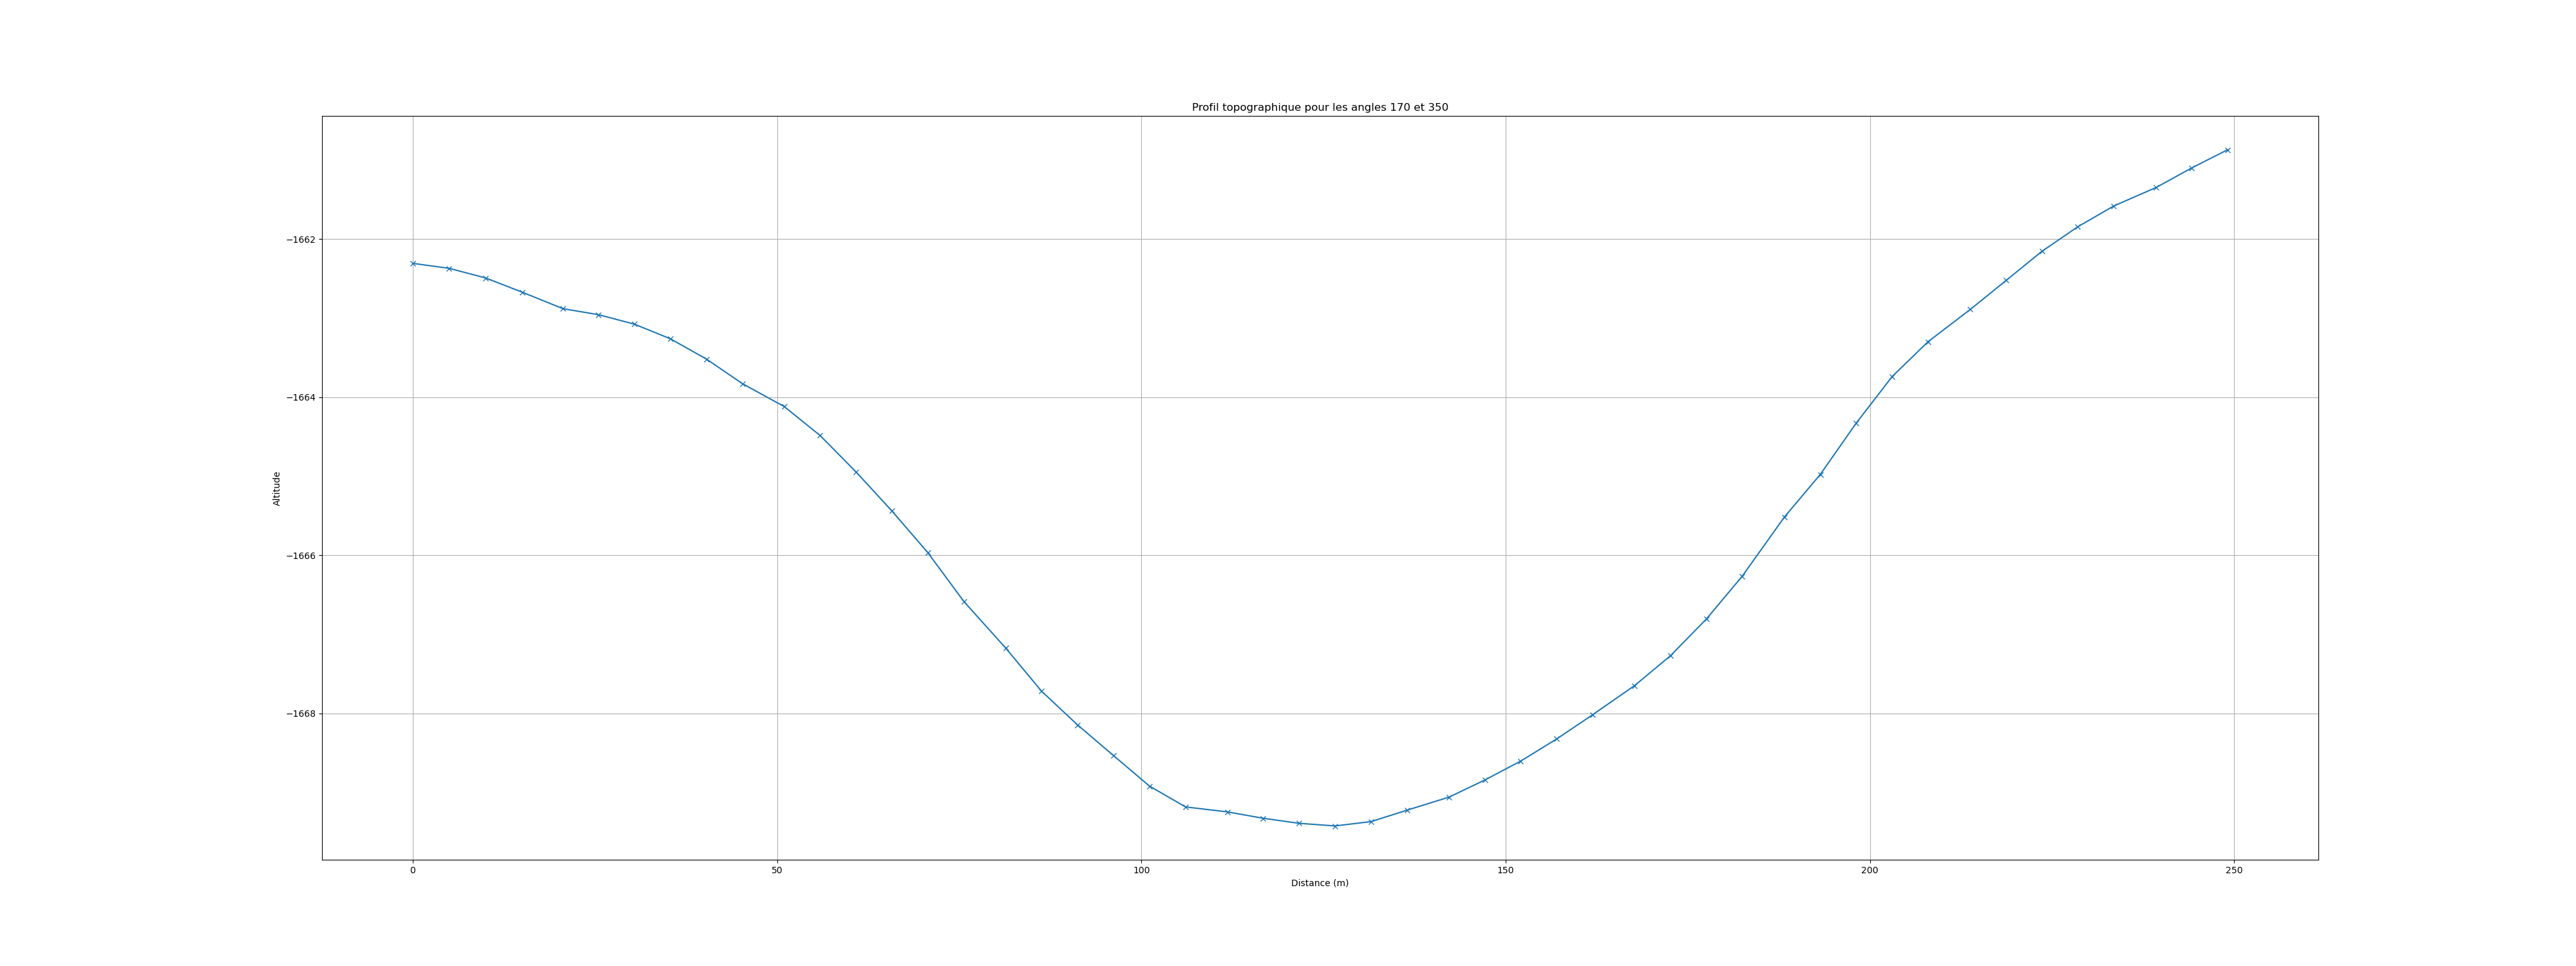 Profil topographique pour les angles 170 et 350
Altitude
−1662
−1664
−1666
−1668
0 50 100 150 200 250
Distance (m)